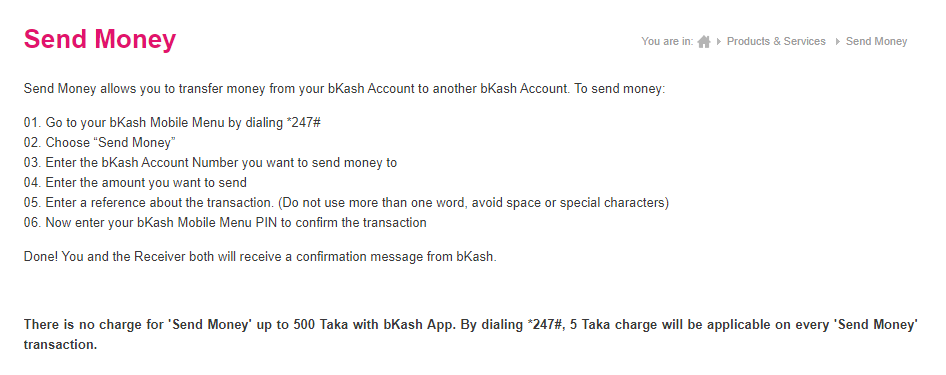 Send Money
You are in: Products & Services Send Money
Send Money allows you to transfer money from your bKash Account to another bKash Account. To send money:
01. Go to your bKash Mobile Menu by dialing *247#
02. Choose “Send Money”
03. Enter the bKash Account Number you want to send money to
04. Enter the amount you want to send
05. Enter a reference about the transaction. (Do not use more than one word, avoid space or special characters)
06. Now enter your bKash Mobile Menu PIN to confirm the transaction
Done! You and the Receiver both will receive a confirmation message from bKash.
There is no charge for 'Send Money' up to 500 Taka with bKash App. By dialing *247#, 5 Taka charge will be applicable on every 'Send Money'
transaction.